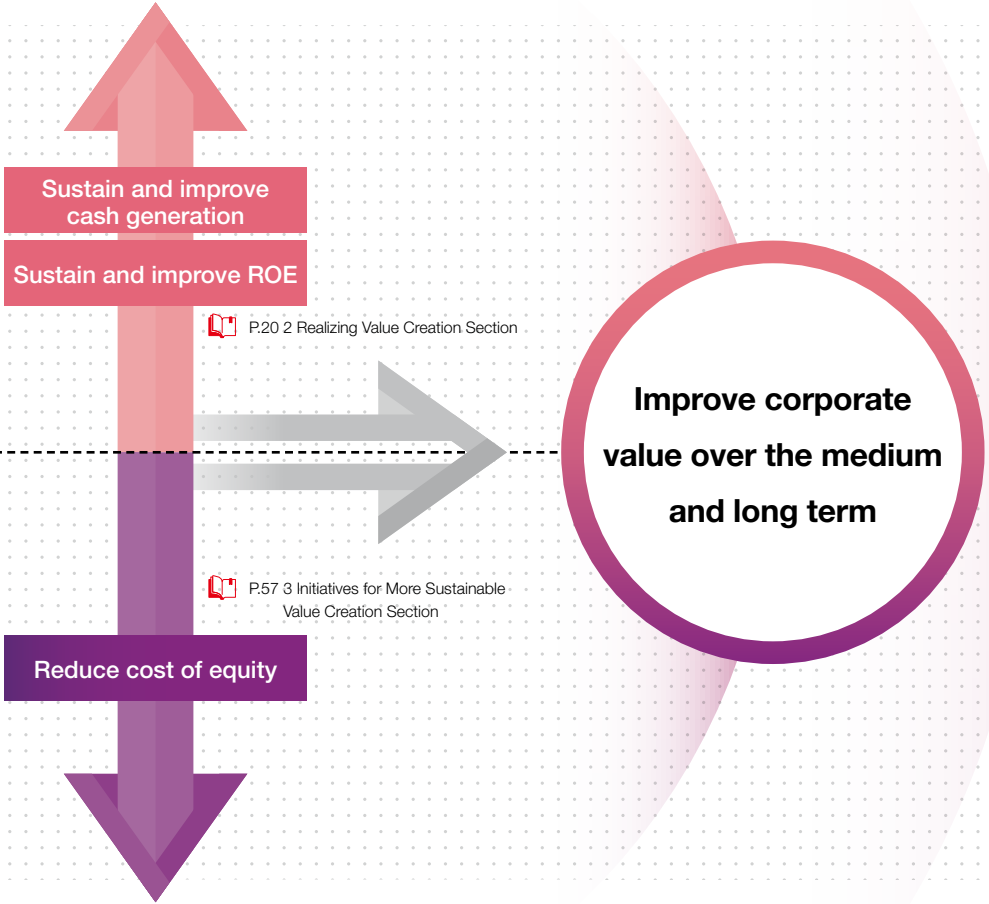 Sustain and improve
cash generation
Sustain and improve ROE
P.20 2 Realizing Value Creation Section
Improve corporate
value over the medium
and long term
P.57 3 Initiatives for More Sustainable
Value Creation Section
Reduce cost of equity